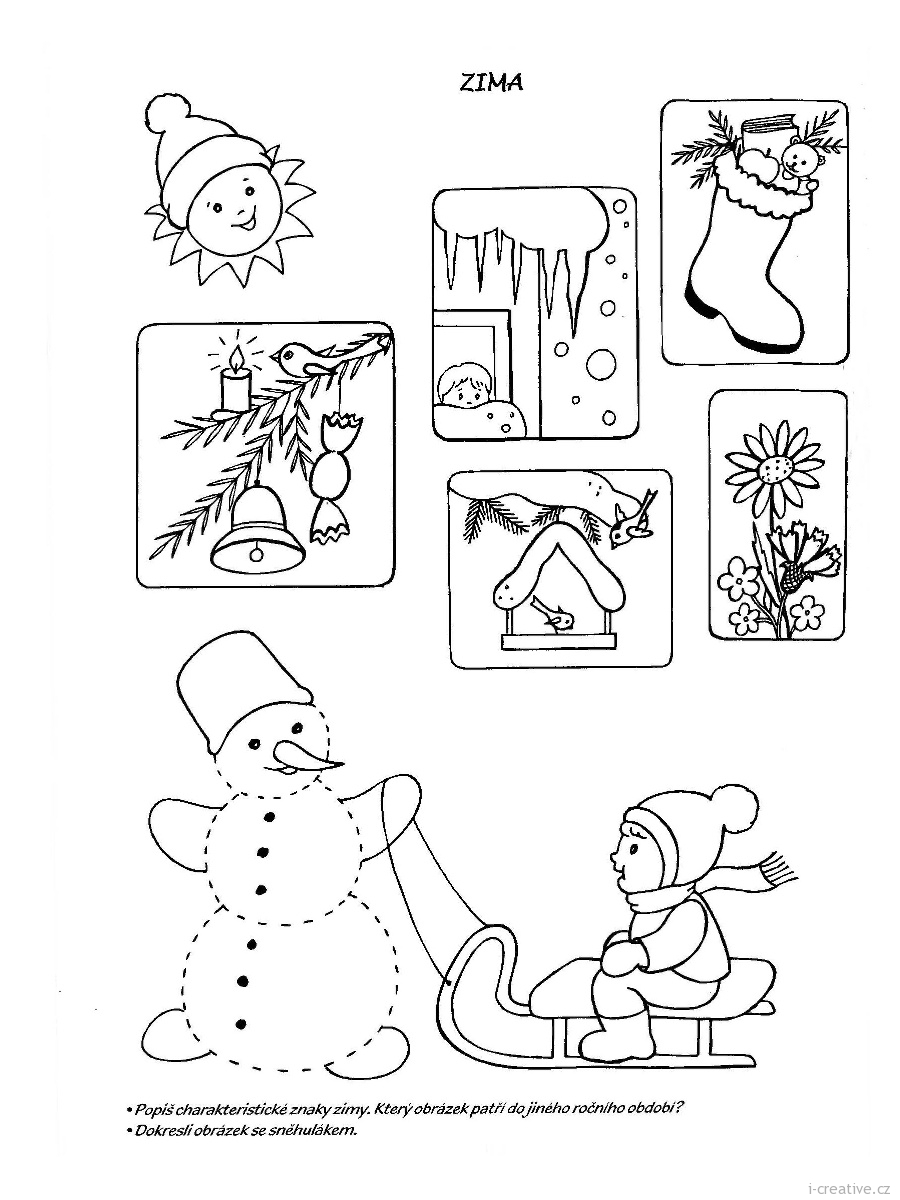 ZIMA
• Popiš charakteristické znaky zimy. Který obrázek patří do jiného ročního období?
• Dokresli obrázek se sněhulákem.
i-creative.cz